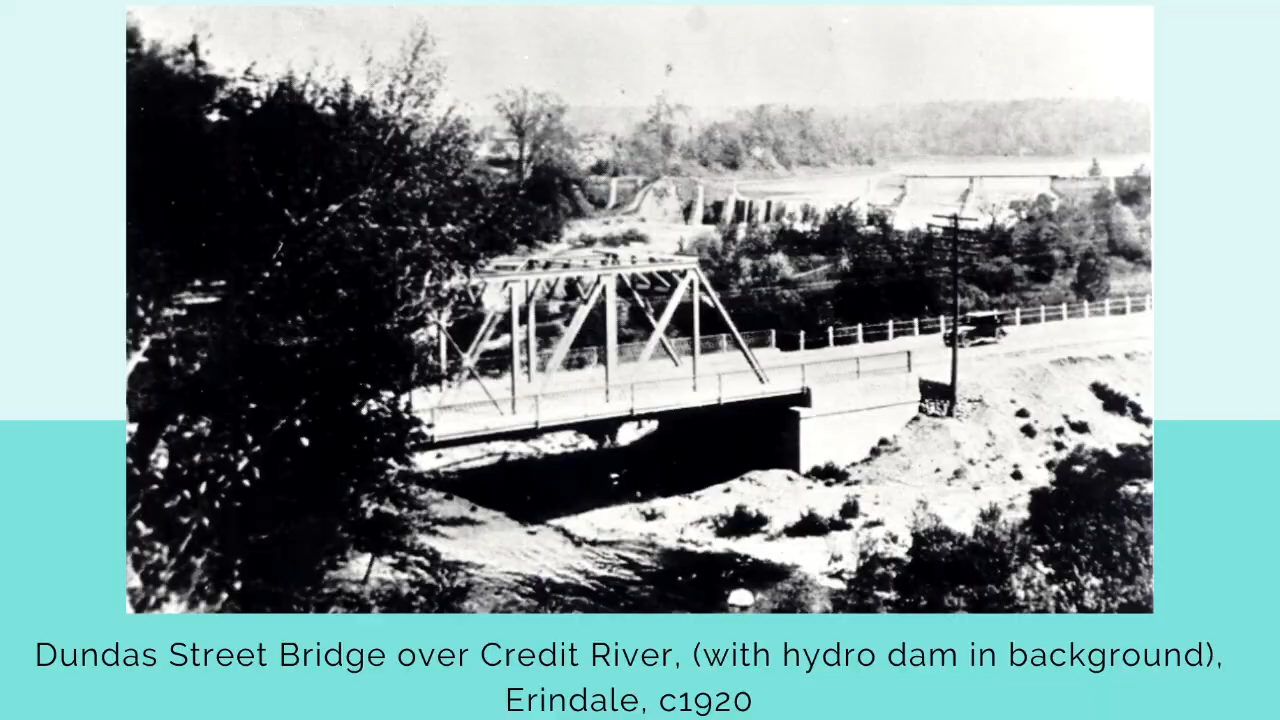 Dundas Street Bridge over Credit River, (with hydro dam in background),
Erindale, c1920